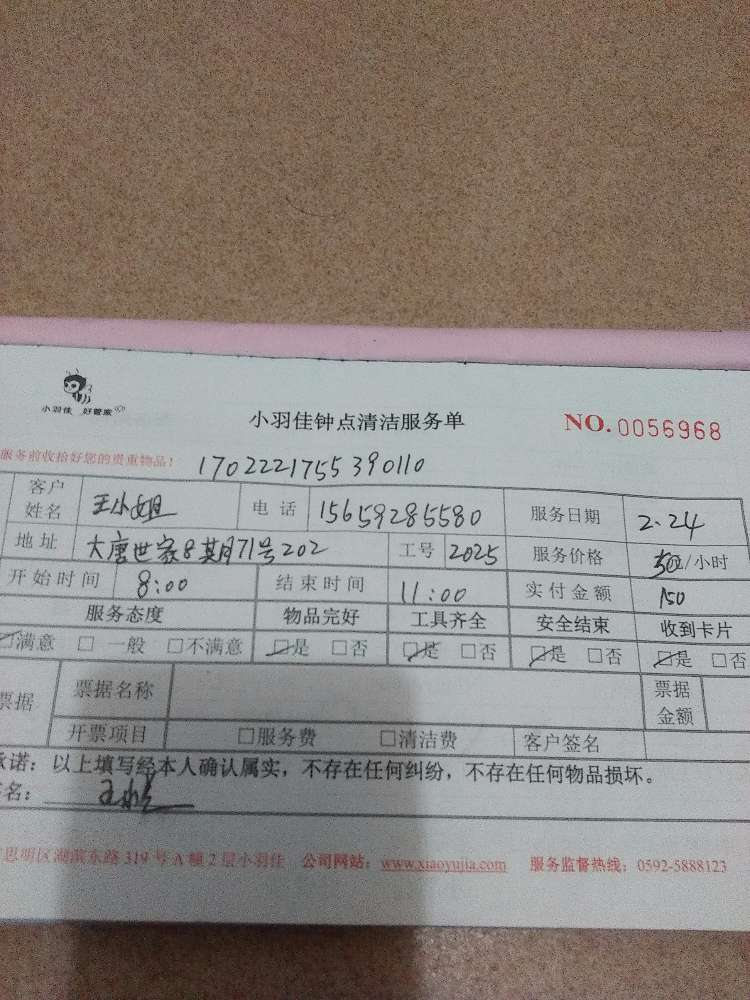 小羽佳 好管家
小羽佳钟点清洁服务单 NO. 0056968
服务前收拾好您的贵重物品! 1702221755390110
客户姓名 王小姐 电话 15659285580 服务日期 2.24
地址 大唐世家8期71号202 工号 2025 服务价格 /小时
开始时间 8:00 结束时间 11:00 实付金额 150
服务态度 物品完好 工具齐全 安全结束 收到卡片
☑满意 □一般 □不满意 ☑是 □否 ☑是 □否 ☑是 □否 ☑是 □否
票据 票据名称 票据金额
开票项目 □服务费 □清洁费 客户签名
承诺:以上填写经本人确认属实,不存在任何纠纷,不存在任何物品损坏。
名:
思明区湖滨东路319号A幢2层小羽佳 公司网站:www.xiaoyujia.com 服务监督热线:0592-5888123